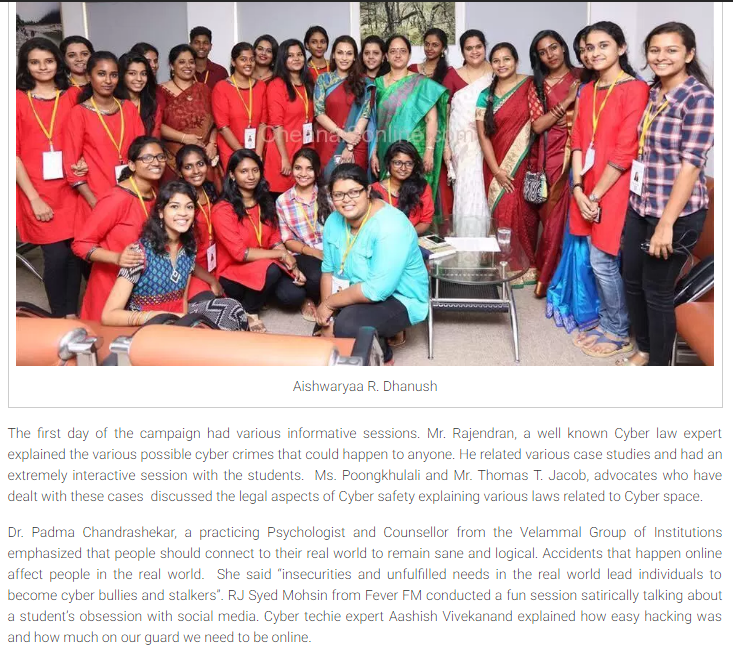 Chennaionline.com
Aishwaryaa R. Dhanush
The first day of the campaign had various informative sessions. Mr. Rajendran, a well known Cyber law expert
explained the various possible cyber crimes that could happen to anyone. He related various case studies and had an
extremely interactive session with the students. Ms. Poongkhulali and Mr. Thomas T. Jacob, advocates who have
dealt with these cases discussed the legal aspects of Cyber safety explaining various laws related to Cyber space.
Dr. Padma Chandrashekar, a practicing Psychologist and Counsellor from the Velammal Group of Institutions
emphasized that people should connect to their real world to remain sane and logical. Accidents that happen online
affect people in the real world. She said “insecurities and unfulfilled needs in the real world lead individuals to
become cyber bullies and stalkers”. RJ Syed Mohsin from Fever FM conducted a fun session satirically talking about
a student’s obsession with social media. Cyber techie expert Aashish Vivekanand explained how easy hacking was
and how much on our guard we need to be online.